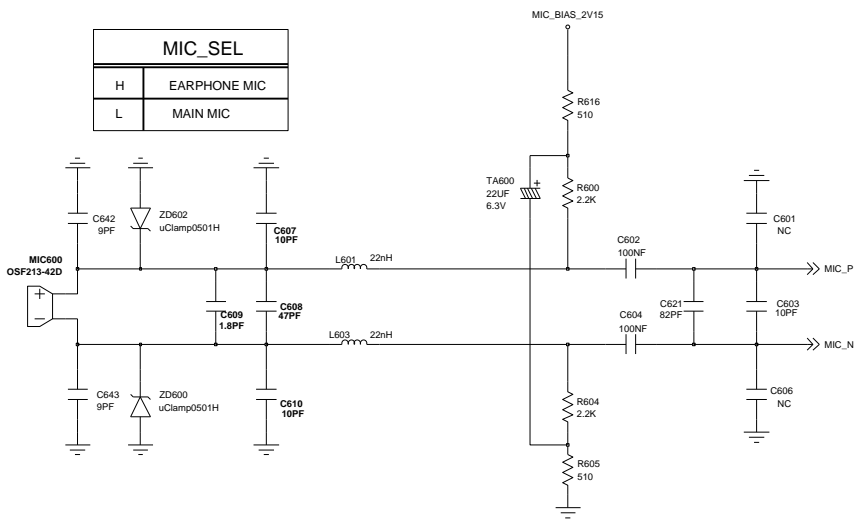 MIC_BIAS_2V15
MIC_SEL
H EARPHONE MIC
L MAIN MIC
R616
510
TA600
22UF
6.3V
+
R600
2.2K
C642
9PF
ZD602
uClamp0501H
C607
10PF
C601
NC
MIC600
OSF213-42D
L601 22nH
C602
100NF
MIC_P
+
−
C609
1.8PF
C608
47PF
C621
82PF
C603
10PF
L603 22nH
C604
100NF
MIC_N
C643
9PF
ZD600
uClamp0501H
C610
10PF
R604
2.2K
C606
NC
R605
510